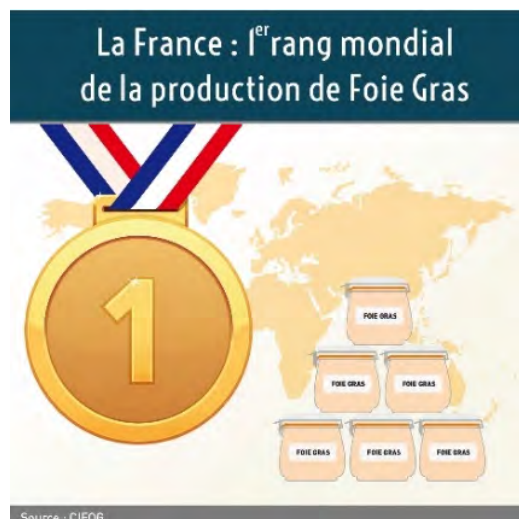 La France : 1er rang mondial
de la production de Foie Gras
1
FOIE GRAS
FOIE GRAS FOIE GRAS
FOIE GRAS FOIE GRAS FOIE GRAS
Source : CIFOG